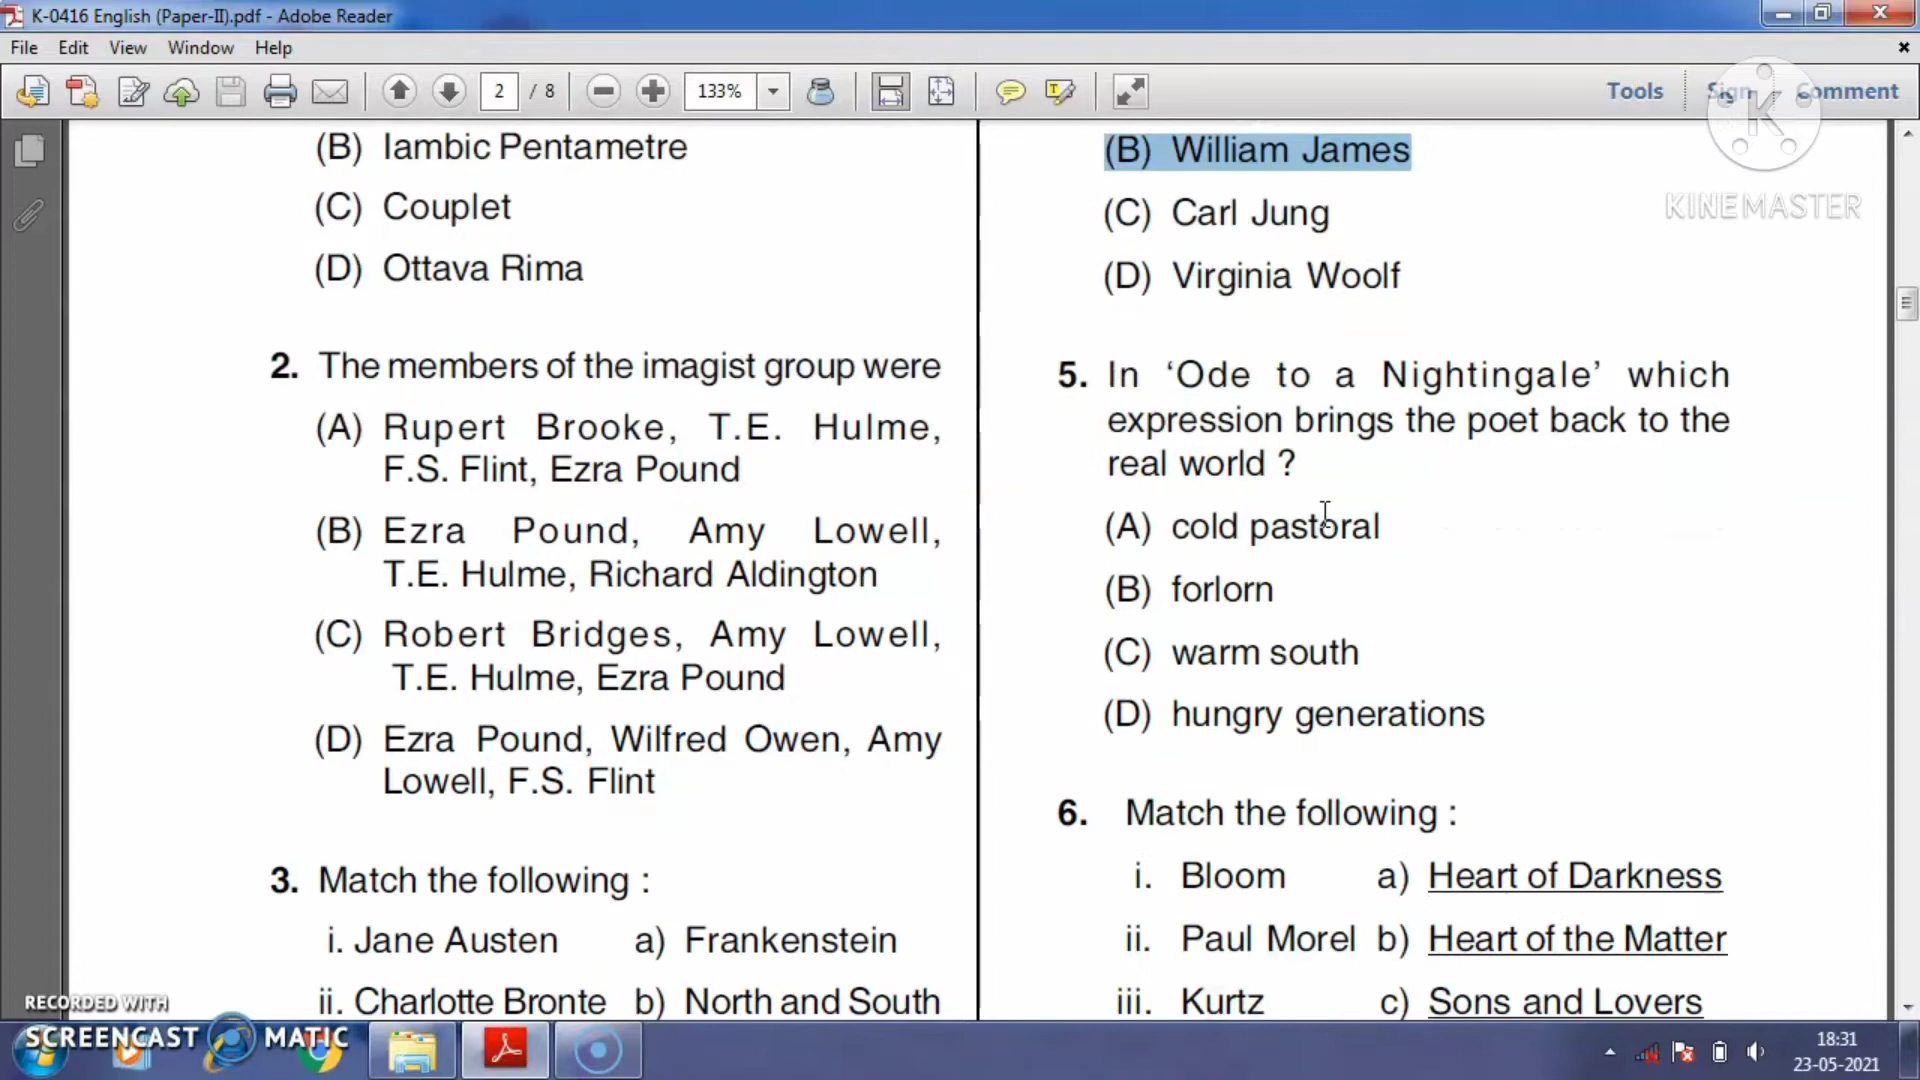 K-0416 English (Paper-II).pdf - Adobe Reader
File Edit View Window Help
2 / 8
133%
Tools
Sign
Comment
KINEMASTER
(B) Iambic Pentametre
(C) Couplet
(D) Ottava Rima
2. The members of the imagist group were
(A) Rupert Brooke, T.E. Hulme,
F.S. Flint, Ezra Pound
(B) Ezra Pound, Amy Lowell,
T.E. Hulme, Richard Aldington
(C) Robert Bridges, Amy Lowell,
T.E. Hulme, Ezra Pound
(D) Ezra Pound, Wilfred Owen, Amy
Lowell, F.S. Flint
3. Match the following :
i. Jane Austen a) Frankenstein
ii. Charlotte Bronte b) North and South
(B) William James
(C) Carl Jung
(D) Virginia Woolf
5. In ‘Ode to a Nightingale’ which
expression brings the poet back to the
real world ?
(A) cold pastoral
(B) forlorn
(C) warm south
(D) hungry generations
6. Match the following :
i. Bloom a) Heart of Darkness
ii. Paul Morel b) Heart of the Matter
iii. Kurtz c) Sons and Lovers
RECORDED WITH
SCREENCAST MATIC
18:31
23-05-2021